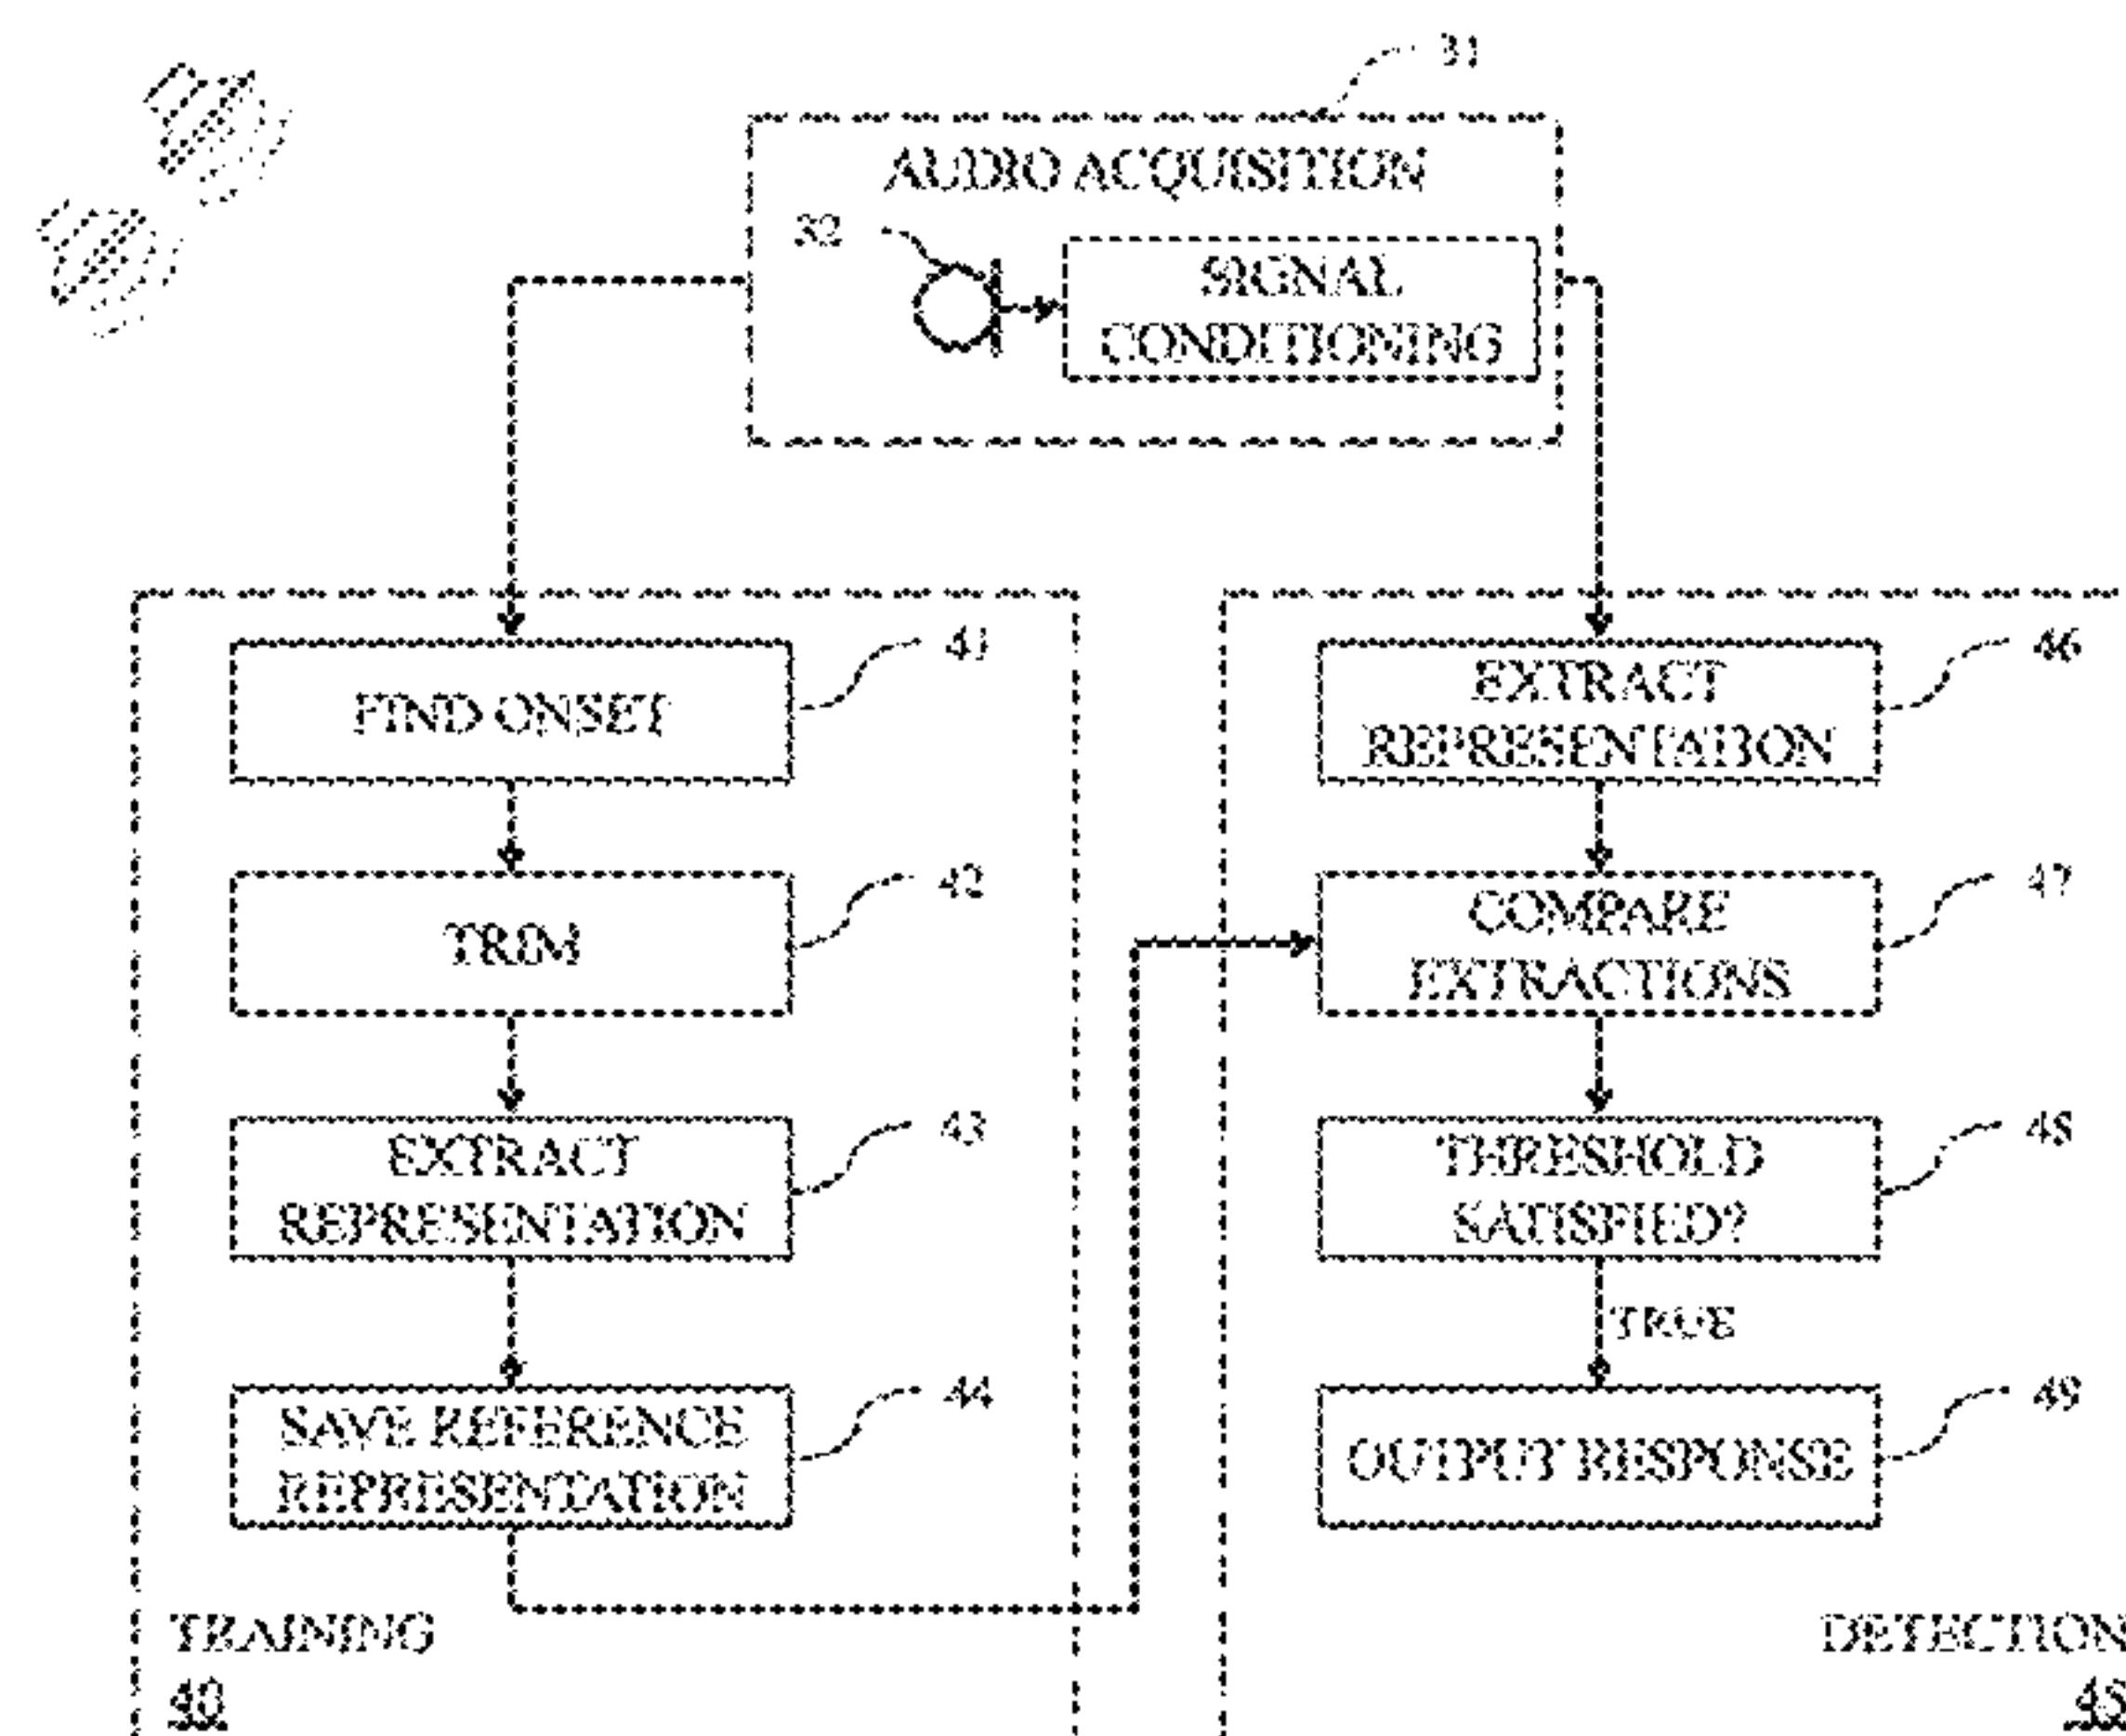 31
AUDIO ACQUISITION
32
SIGNAL
CONDITIONING
41
FIND ONSET
42
TRIM
43
EXTRACT
REPRESENTATION
44
SAVE REFERENCE
REPRESENTATION
TRAINING
40
46
EXTRACT
REPRESENTATION
47
COMPARE
EXTRACTIONS
48
THRESHOLD
SATISFIED?
TRUE
49
OUTPUT RESPONSE
DETECTION
45